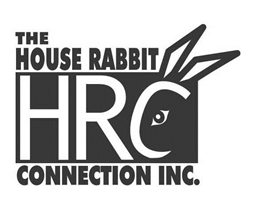 THE
HOUSE RABBIT
HRC
CONNECTION INC.